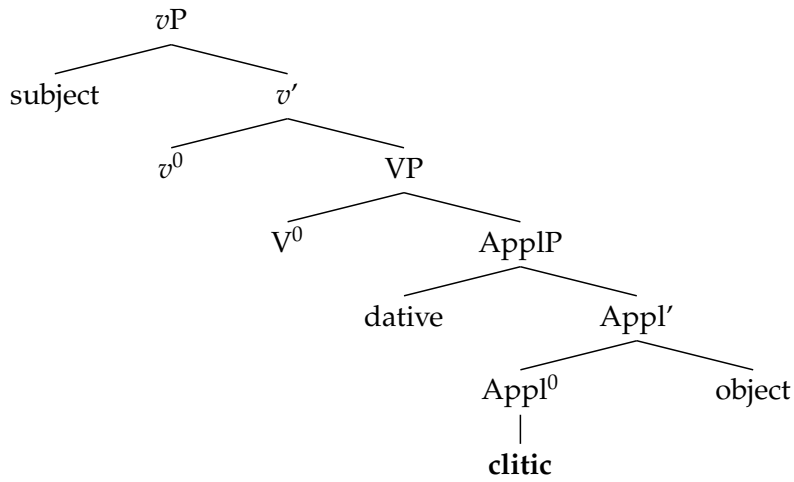 vP
subject v′
v⁰ VP
V⁰ ApplP
dative Appl′
Appl⁰ object
clitic